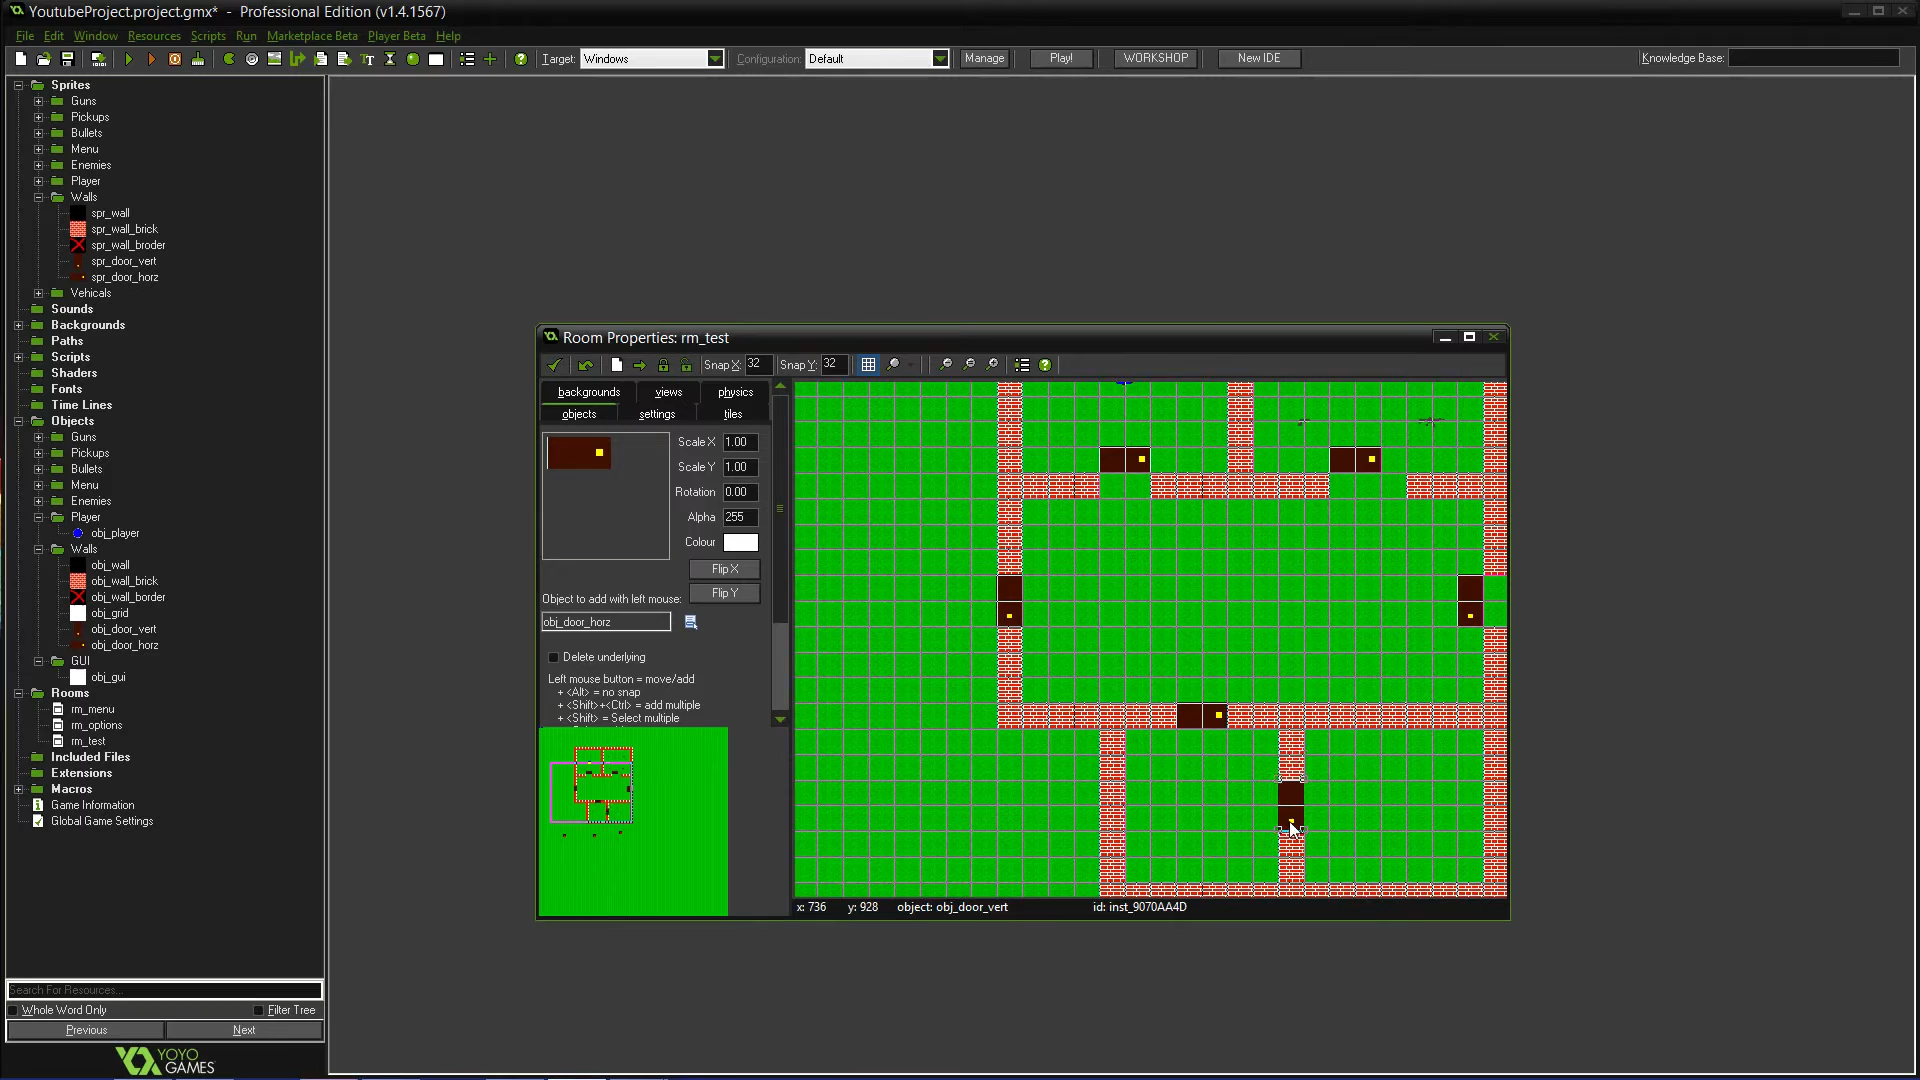 YoutubeProject.project.gmx* - Professional Edition (v1.4.1567)
File Edit Window Resources Scripts Run Marketplace Beta Player Beta Help
Target: Windows Configuration: Default Manage Play! WORKSHOP New IDE Knowledge Base:
Sprites
Guns
Pickups
Bullets
Menu
Enemies
Player
Walls
spr_wall
spr_wall_brick
spr_wall_broder
spr_door_vert
spr_door_horz
Vehicals
Sounds
Backgrounds
Paths
Scripts
Shaders
Fonts
Time Lines
Objects
Guns
Pickups
Bullets
Menu
Enemies
Player
obj_player
Walls
obj_wall
obj_wall_brick
obj_wall_border
obj_grid
obj_door_vert
obj_door_horz
GUI
obj_gui
Rooms
rm_menu
rm_options
rm_test
Included Files
Extensions
Macros
Game Information
Global Game Settings
Search For Resources...
Whole Word Only Filter Tree
Previous Next
YOYO
GAMES
Room Properties: rm_test
Snap X: 32 Snap Y: 32
backgrounds views physics
objects settings tiles
Scale X 1.00
Scale Y 1.00
Rotation 0.00
Alpha 255
Colour
Flip X
Flip Y
Object to add with left mouse:
obj_door_horz
Delete underlying
Left mouse button = move/add
+ <Alt> = no snap
+ <Shift>+<Ctrl> = add multiple
+ <Shift> = Select multiple
x: 736 y: 928 object: obj_door_vert id: inst_9070AA4D